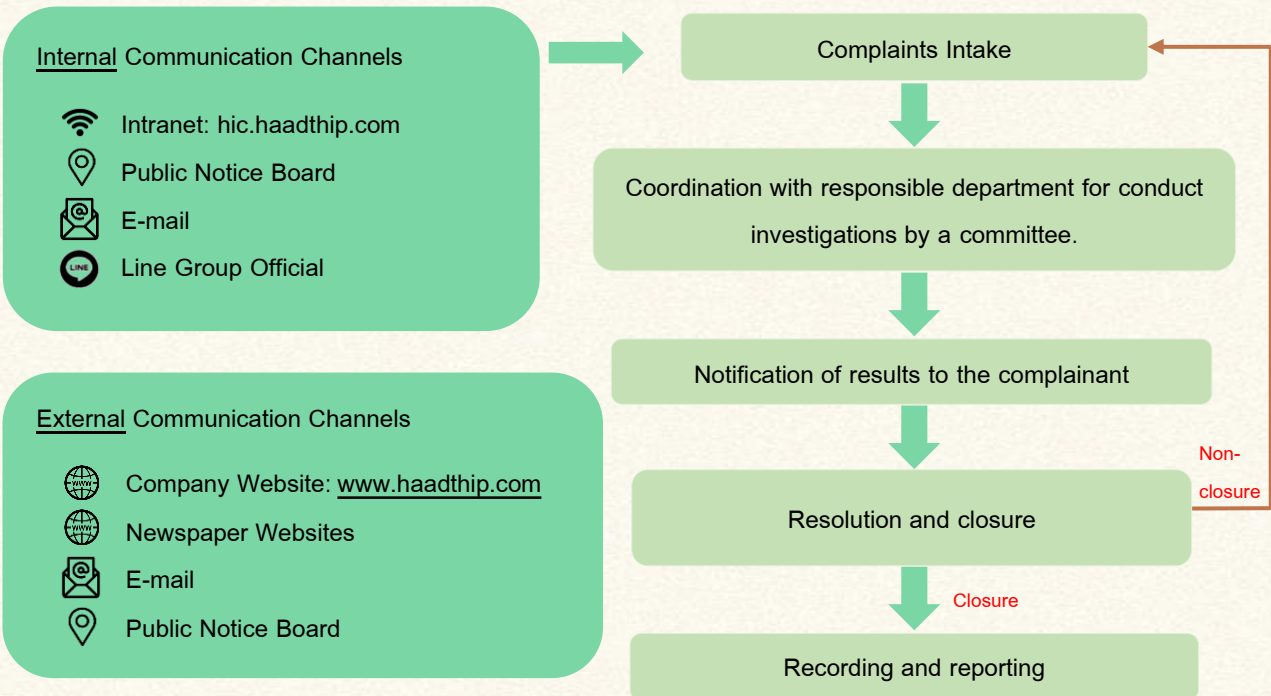 Internal Communication Channels
Intranet: hic.haadthip.com
Public Notice Board
E-mail
LINE
Line Group Official
External Communication Channels
www
Company Website: www.haadthip.com
www
Newspaper Websites
E-mail
Public Notice Board
Complaints Intake
Coordination with responsible department for conduct
investigations by a committee.
Notification of results to the complainant
Resolution and closure
Non-
closure
Closure
Recording and reporting